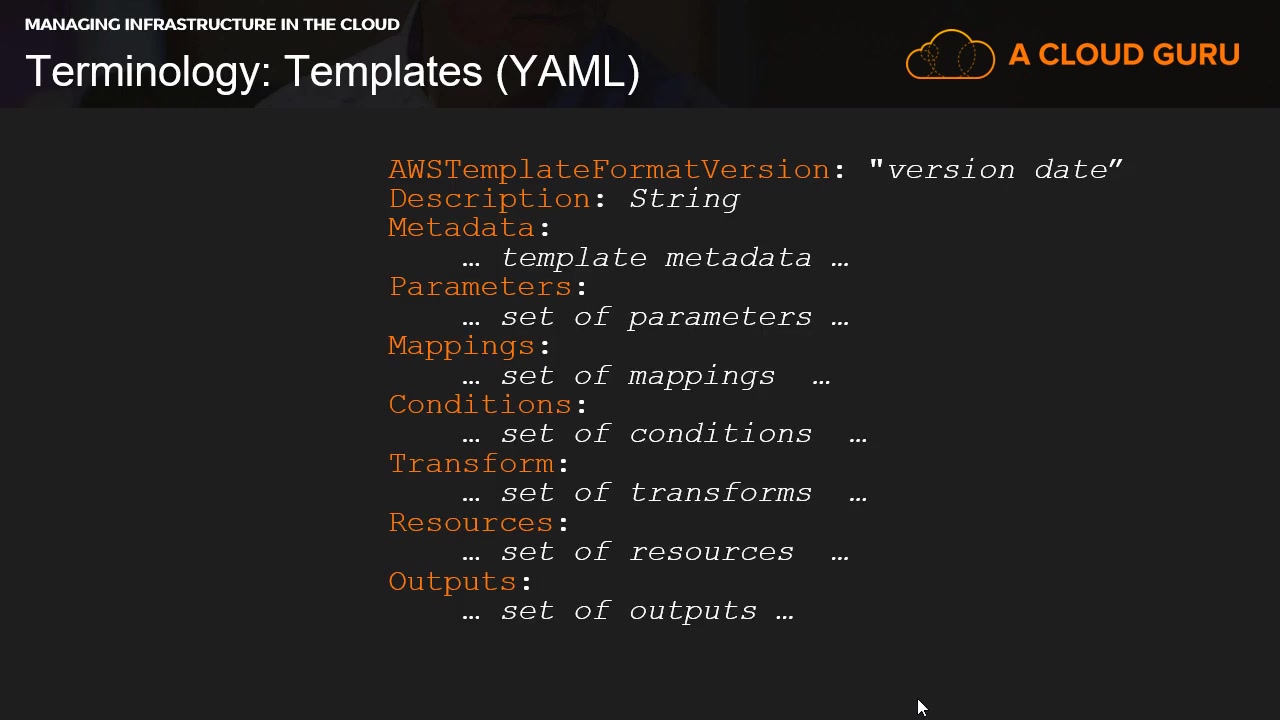 MANAGING INFRASTRUCTURE IN THE CLOUD
Terminology: Templates (YAML)
A CLOUD GURU
AWSTemplateFormatVersion: "version date”
Description: String
Metadata:
… template metadata …
Parameters:
… set of parameters …
Mappings:
… set of mappings  …
Conditions:
… set of conditions  …
Transform:
… set of transforms  …
Resources:
… set of resources  …
Outputs:
… set of outputs …